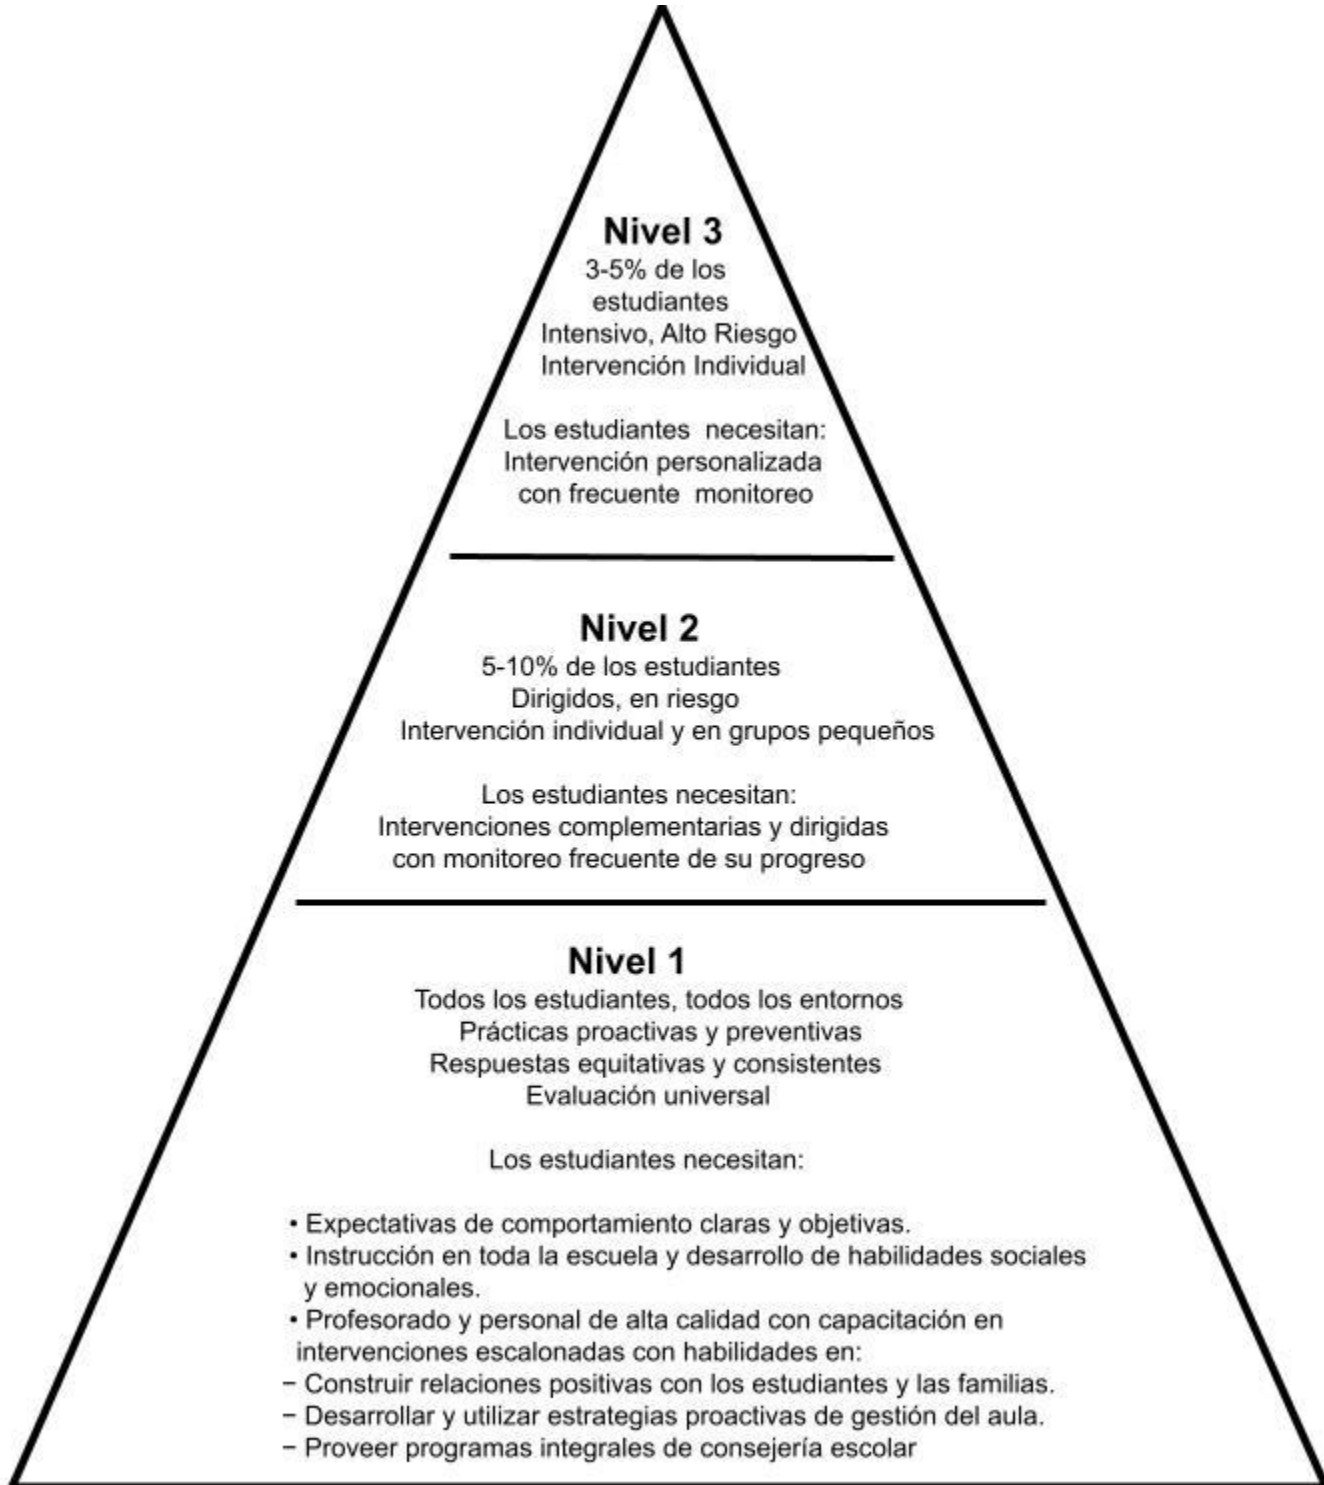 Nivel 3
3-5% de los
estudiantes
Intensivo, Alto Riesgo
Intervención Individual
Los estudiantes necesitan:
Intervención personalizada
con frecuente monitoreo
Nivel 2
5-10% de los estudiantes
Dirigidos, en riesgo
Intervención individual y en grupos pequeños
Los estudiantes necesitan:
Intervenciones complementarias y dirigidas
con monitoreo frecuente de su progreso
Nivel 1
Todos los estudiantes, todos los entornos
Prácticas proactivas y preventivas
Respuestas equitativas y consistentes
Evaluación universal
Los estudiantes necesitan:
• Expectativas de comportamiento claras y objetivas.
• Instrucción en toda la escuela y desarrollo de habilidades sociales
y emocionales.
• Profesorado y personal de alta calidad con capacitación en
intervenciones escalonadas con habilidades en:
– Construir relaciones positivas con los estudiantes y las familias.
– Desarrollar y utilizar estrategias proactivas de gestión del aula.
– Proveer programas integrales de consejería escolar